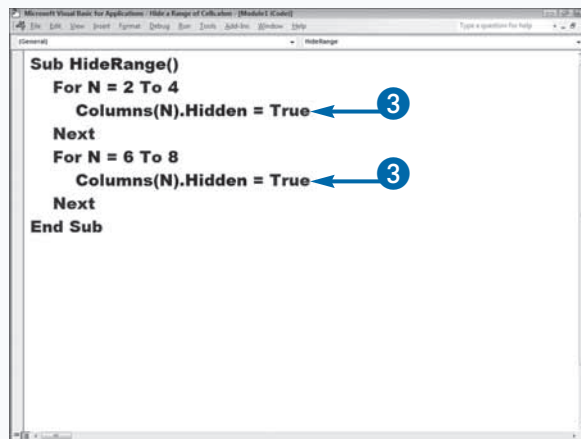 Microsoft Visual Basic for Applications - Hide a Range of Cells.xlsm - [Module1 (Code)]
File Edit View Insert Format Debug Run Tools Add-Ins Window Help Type a question for help
(General) HideRange
Sub HideRange()
For N = 2 To 4
Columns(N).Hidden = True 3
Next
For N = 6 To 8
Columns(N).Hidden = True 3
Next
End Sub